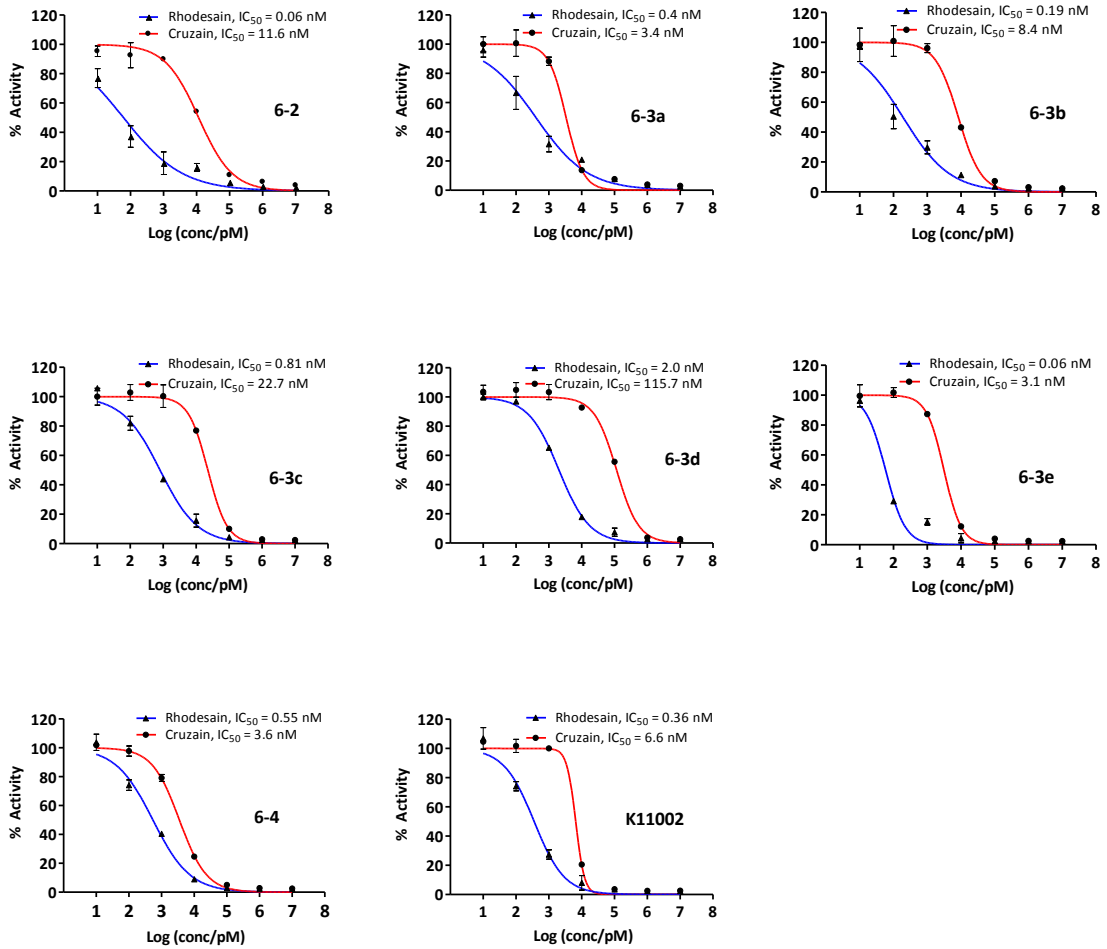 Rhodesain, IC50 = 0.06 nM
Cruzain, IC50 = 11.6 nM
120
100
80
60
40
20
0
% Activity
6-2
1 2 3 4 5 6 7 8
Log (conc/pM)
Rhodesain, IC50 = 0.4 nM
Cruzain, IC50 = 3.4 nM
120
100
80
60
40
20
0
% Activity
6-3a
1 2 3 4 5 6 7 8
Log (conc/pM)
Rhodesain, IC50 = 0.19 nM
Cruzain, IC50 = 8.4 nM
120
100
80
60
40
20
0
% Activity
6-3b
1 2 3 4 5 6 7 8
Log (conc/pM)
Rhodesain, IC50 = 0.81 nM
Cruzain, IC50 = 22.7 nM
120
100
80
60
40
20
0
% Activity
6-3c
1 2 3 4 5 6 7 8
Log (conc/pM)
Rhodesain, IC50 = 2.0 nM
Cruzain, IC50 = 115.7 nM
120
100
80
60
40
20
0
% Activity
6-3d
1 2 3 4 5 6 7 8
Log (conc/pM)
Rhodesain, IC50 = 0.06 nM
Cruzain, IC50 = 3.1 nM
120
100
80
60
40
20
0
% Activity
6-3e
1 2 3 4 5 6 7 8
Log (conc/pM)
Rhodesain, IC50 = 0.55 nM
Cruzain, IC50 = 3.6 nM
120
100
80
60
40
20
0
% Activity
6-4
1 2 3 4 5 6 7 8
Log (conc/pM)
Rhodesain, IC50 = 0.36 nM
Cruzain, IC50 = 6.6 nM
120
100
80
60
40
20
0
% Activity
K11002
1 2 3 4 5 6 7 8
Log (conc/pM)